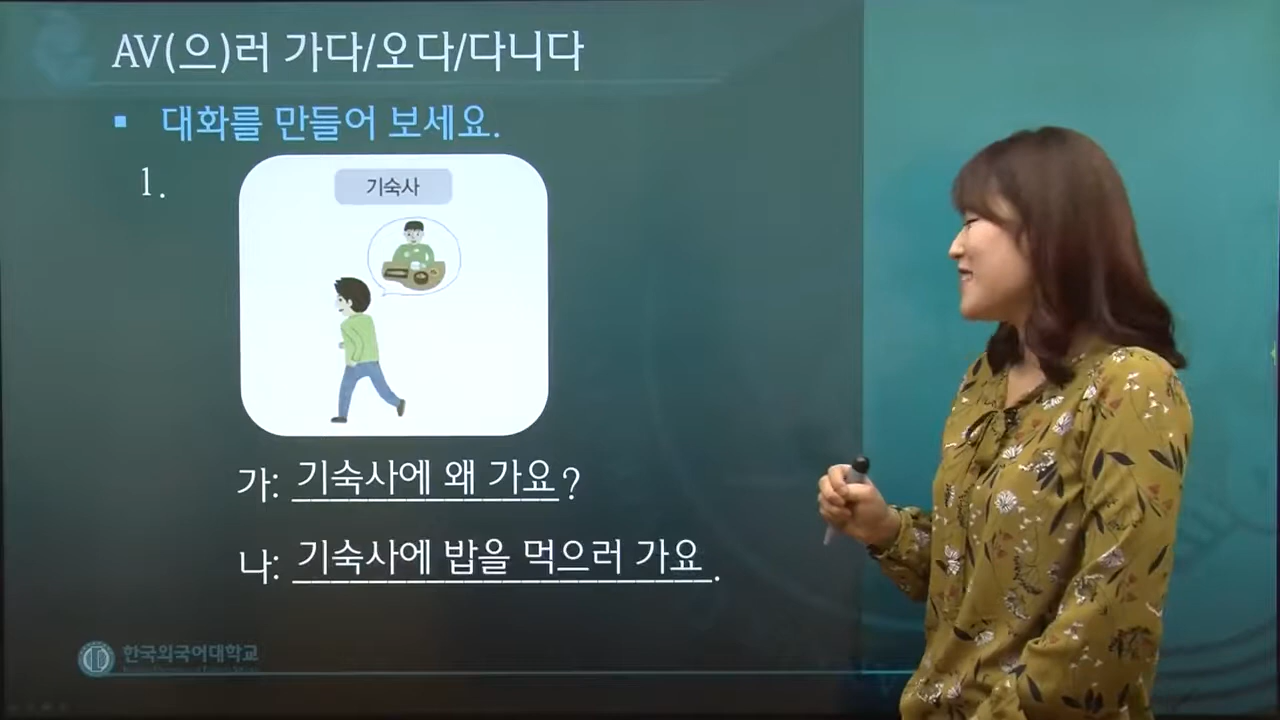 AV(으)러 가다/오다/다니다
▪ 대화를 만들어 보세요.
1.
기숙사
가: 기숙사에 왜 가요?
나: 기숙사에 밥을 먹으러 가요.
한국외국어대학교